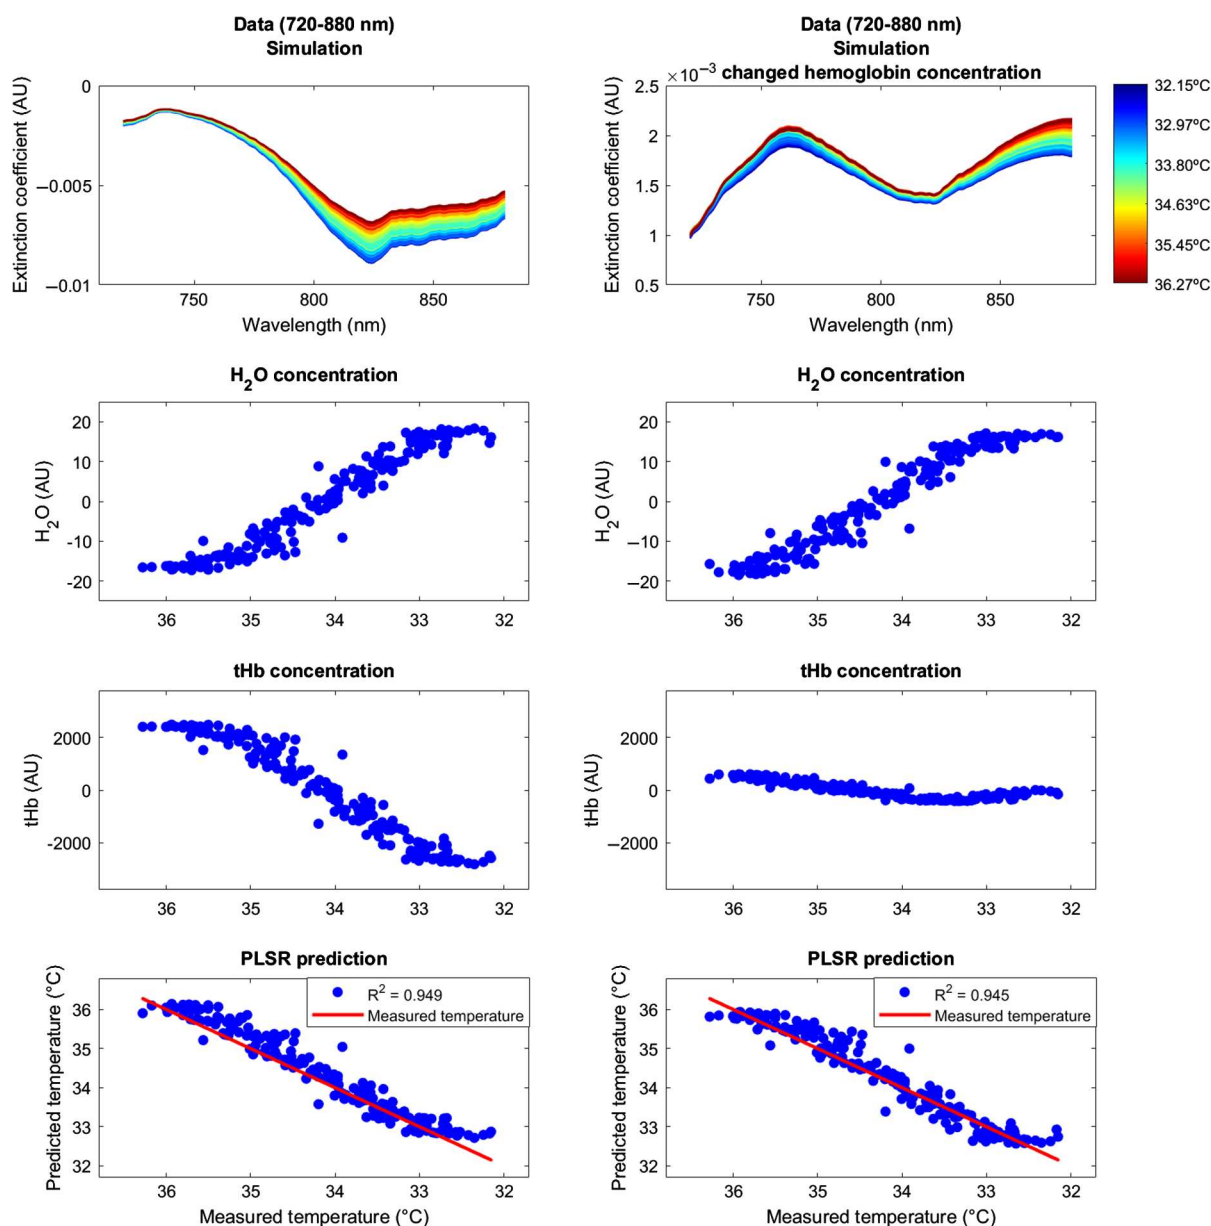 Data (720-880 nm)
Simulation
Extinction coefficient (AU)
0
−0.005
−0.01
750
800
850
Wavelength (nm)
Data (720-880 nm)
Simulation
×10⁻³ changed hemoglobin concentration
Extinction coefficient (AU)
2.5
2
1.5
1
0.5
750
800
850
Wavelength (nm)
32.15ºC
32.97ºC
33.80ºC
34.63ºC
35.45ºC
36.27ºC
H₂O concentration
H₂O (AU)
20
10
0
-10
-20
36
35
34
33
32
H₂O concentration
H₂O (AU)
20
10
0
−10
−20
36
35
34
33
32
tHb concentration
tHb (AU)
2000
0
-2000
36
35
34
33
32
tHb concentration
tHb (AU)
2000
0
−2000
36
35
34
33
32
PLSR prediction
Predicted temperature (°C)
36
35
34
33
32
R² = 0.949
Measured temperature
36
35
34
33
32
Measured temperature (°C)
PLSR prediction
Predicted temperature (°C)
36
35
34
33
32
R² = 0.945
Measured temperature
36
35
34
33
32
Measured temperature (°C)